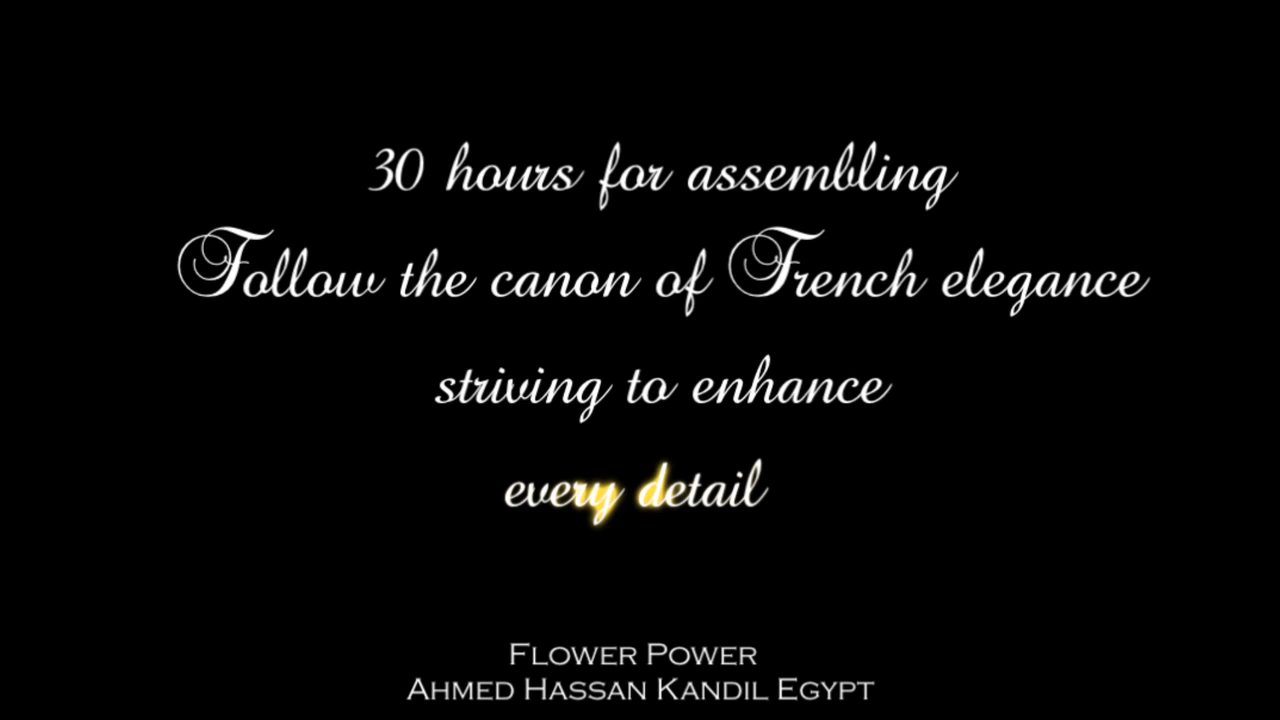 30 hours for assembling
Follow the canon of French elegance
striving to enhance
every detail
Flower Power
Ahmed Hassan Kandil Egypt